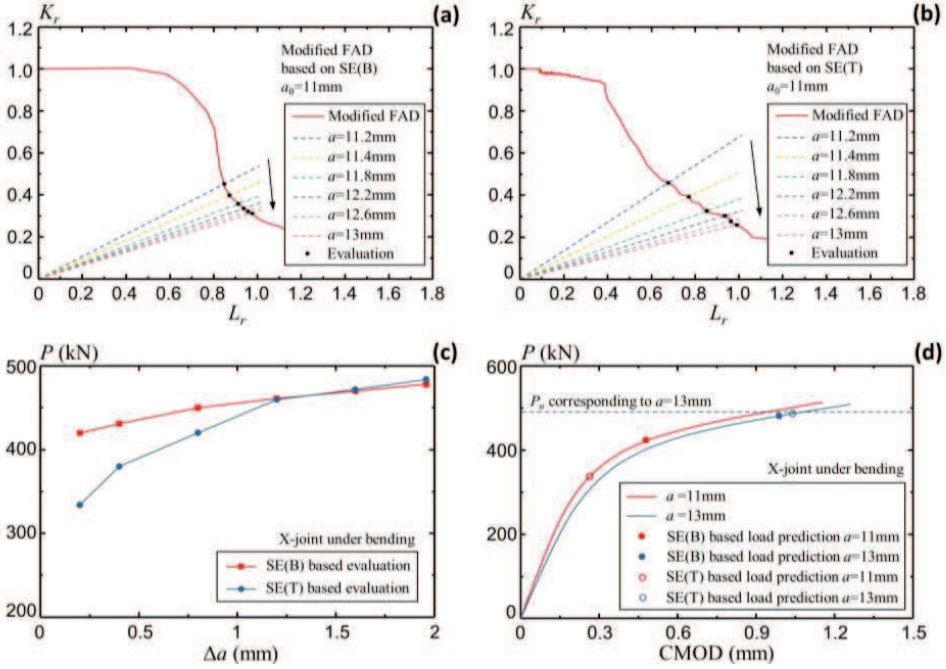 K_r
(a)
1.2
1.0
0.8
0.6
0.4
0.2
0
0
0.2
0.4
0.6
0.8
1.0
1.2
1.4
1.6
1.8
L_r
Modified FAD
based on SE(B)
a_0=11mm
Modified FAD
a=11.2mm
a=11.4mm
a=11.8mm
a=12.2mm
a=12.6mm
a=13mm
Evaluation
K_r
(b)
1.2
1.0
0.8
0.6
0.4
0.2
0
0
0.2
0.4
0.6
0.8
1.0
1.2
1.4
1.6
1.8
L_r
Modified FAD
based on SE(T)
a_0=11mm
Modified FAD
a=11.2mm
a=11.4mm
a=11.8mm
a=12.2mm
a=12.6mm
a=13mm
Evaluation
P (kN)
(c)
500
400
300
200
0
0.5
1
1.5
2
Δa (mm)
X-joint under bending
SE(B) based evaluation
SE(T) based evaluation
P (kN)
(d)
600
400
200
0
0
0.3
0.6
0.9
1.2
1.5
CMOD (mm)
P_u corresponding to a=13mm
X-joint under bending
a =11mm
a =13mm
SE(B) based load prediction a=11mm
SE(B) based load prediction a=13mm
SE(T) based load prediction a=11mm
SE(T) based load prediction a=13mm